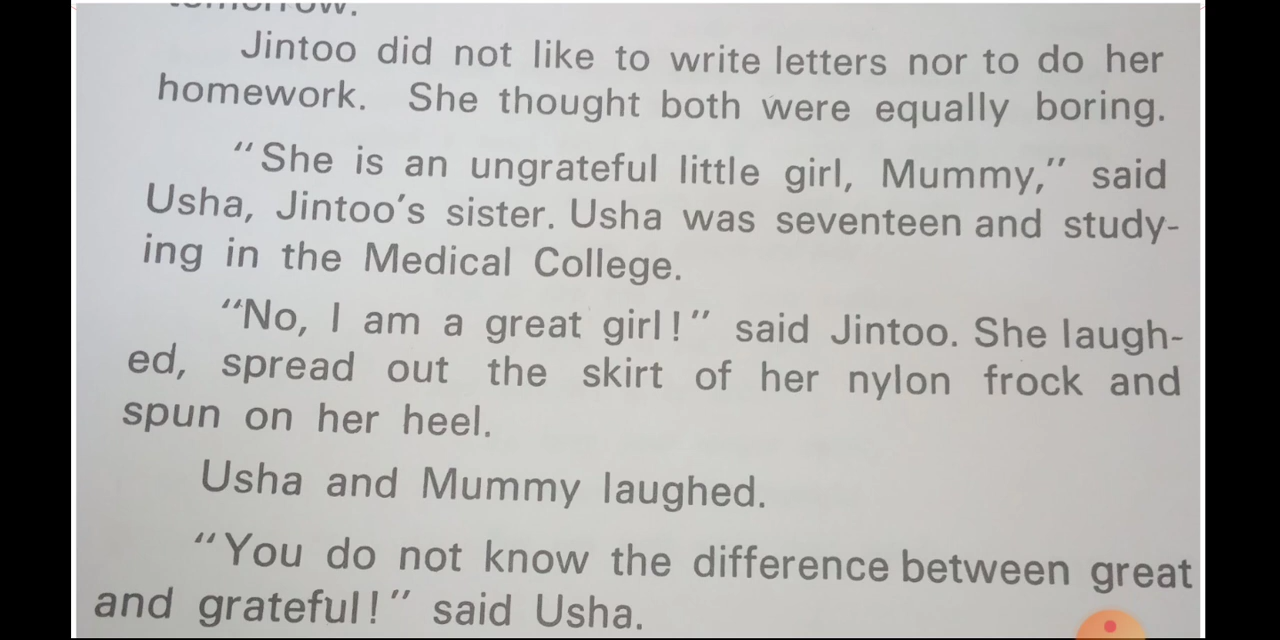 Jintoo did not like to write letters nor to do her
homework. She thought both were equally boring.
“She is an ungrateful little girl, Mummy,” said
Usha, Jintoo’s sister. Usha was seventeen and study-
ing in the Medical College.
“No, I am a great girl!” said Jintoo. She laugh-
ed, spread out the skirt of her nylon frock and
spun on her heel.
Usha and Mummy laughed.
“You do not know the difference between great
and grateful!” said Usha.